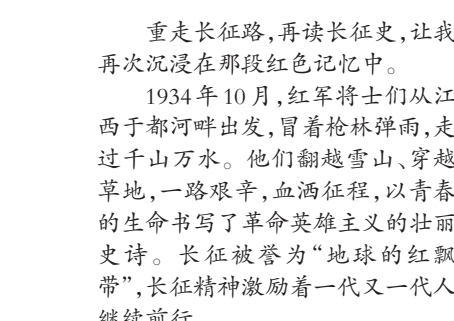 重走长征路，再读长征史，让我
再次沉浸在那段红色记忆中。
1934年10月，红军将士们从江
西于都河畔出发，冒着枪林弹雨，走
过千山万水。他们翻越雪山、穿越
草地，一路艰辛，血洒征程，以青春
的生命书写了革命英雄主义的壮丽
史诗。长征被誉为“地球的红飘
带”，长征精神激励着一代又一代人
继续前行